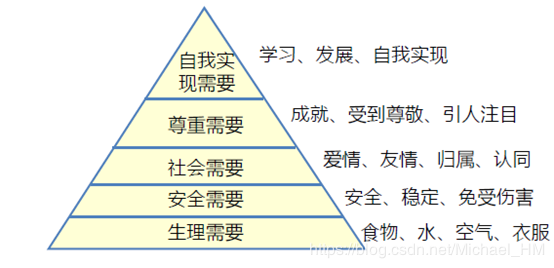 自我实
现需要
学习、发展、自我实现
尊重需要
成就、受到尊敬、引人注目
社会需要
爱情、友情、归属、认同
安全需要
安全、稳定、免受伤害
生理需要
食物、水、空气、衣服
https://blog.csdn.net/Michael_HM